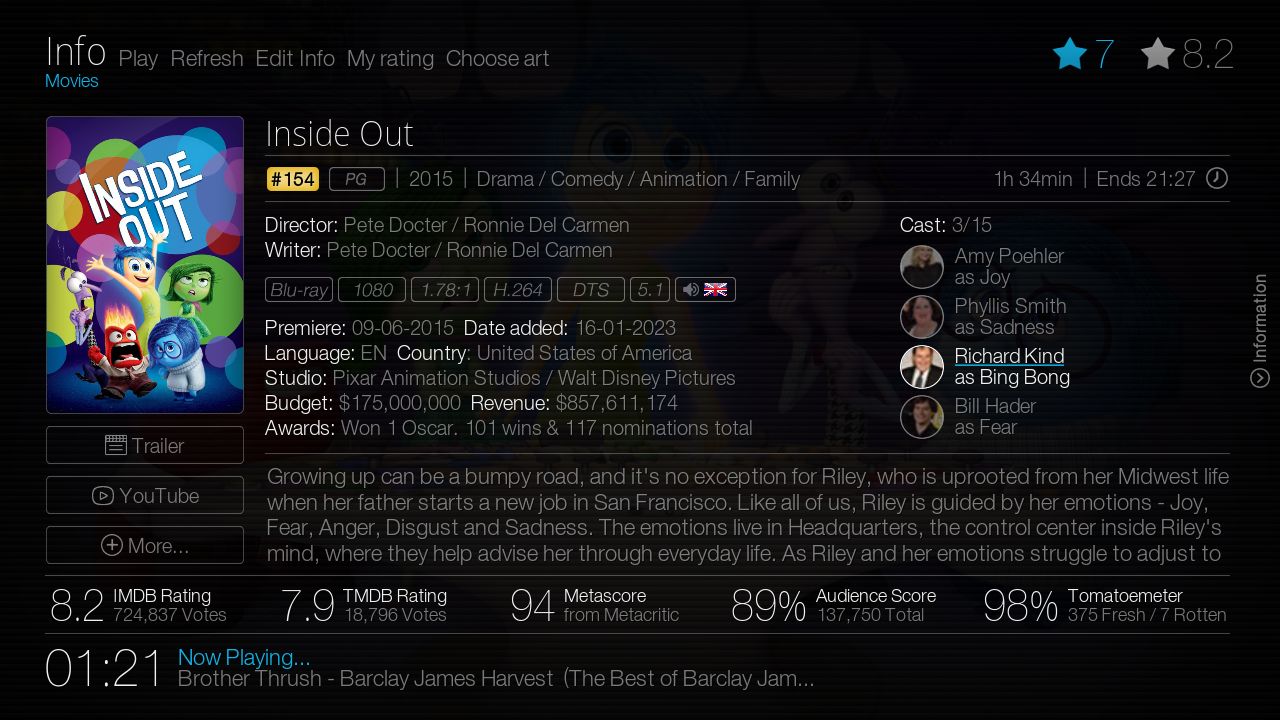 Info Play Refresh Edit Info My rating Choose art
7 8.2
Movies
INSIDE
OUT
Inside Out
#154 PG | 2015 | Drama / Comedy / Animation / Family
1h 34min | Ends 21:27
Director: Pete Docter / Ronnie Del Carmen
Writer: Pete Docter / Ronnie Del Carmen
Blu-ray 1080 1.78:1 H.264 DTS 5.1
Premiere: 09-06-2015 Date added: 16-01-2023
Language: EN Country: United States of America
Studio: Pixar Animation Studios / Walt Disney Pictures
Budget: $175,000,000 Revenue: $857,611,174
Awards: Won 1 Oscar. 101 wins & 117 nominations total
Cast: 3/15
Amy Poehler
as Joy
Phyllis Smith
as Sadness
Richard Kind
as Bing Bong
Bill Hader
as Fear
Information
Trailer
YouTube
More...
Growing up can be a bumpy road, and it's no exception for Riley, who is uprooted from her Midwest life
when her father starts a new job in San Francisco. Like all of us, Riley is guided by her emotions - Joy,
Fear, Anger, Disgust and Sadness. The emotions live in Headquarters, the control center inside Riley's
mind, where they help advise her through everyday life. As Riley and her emotions struggle to adjust to
8.2 IMDB Rating
724,837 Votes
7.9 TMDB Rating
18,796 Votes
94 Metascore
from Metacritic
89% Audience Score
137,750 Total
98% Tomatoemeter
375 Fresh / 7 Rotten
01:21 Now Playing...
Brother Thrush - Barclay James Harvest (The Best of Barclay Jam...